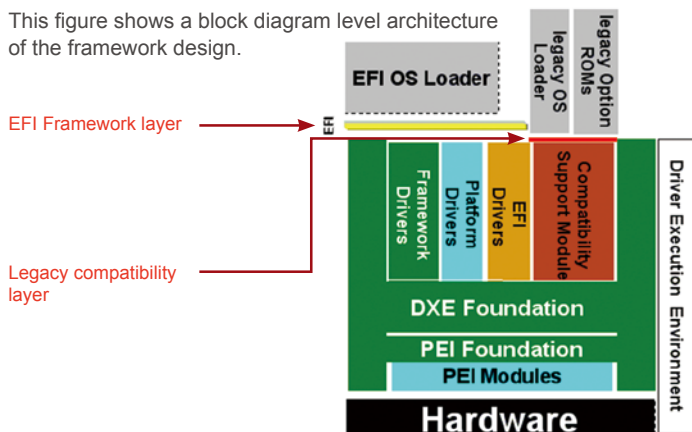 This figure shows a block diagram level architecture
of the framework design.
EFI Framework layer
Legacy compatibility
layer
EFI OS Loader
legacy OS
Loader
legacy Option
ROMs
EFI
Framework
Drivers
Platform
Drivers
EFI
Drivers
Compatibility
Support Module
Driver Execution Environment
DXE Foundation
PEI Foundation
PEI Modules
Hardware